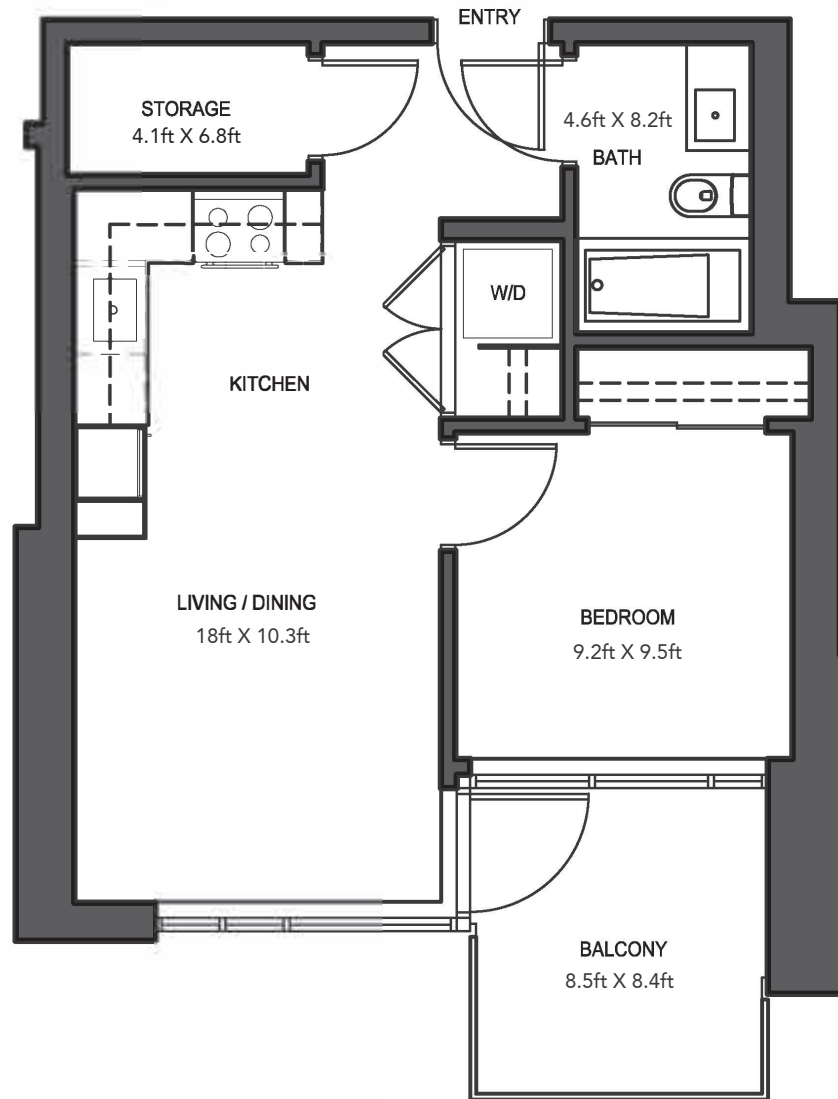 ENTRY
STORAGE
4.1ft X 6.8ft
4.6ft X 8.2ft
BATH
W/D
KITCHEN
LIVING / DINING
18ft X 10.3ft
BEDROOM
9.2ft X 9.5ft
BALCONY
8.5ft X 8.4ft